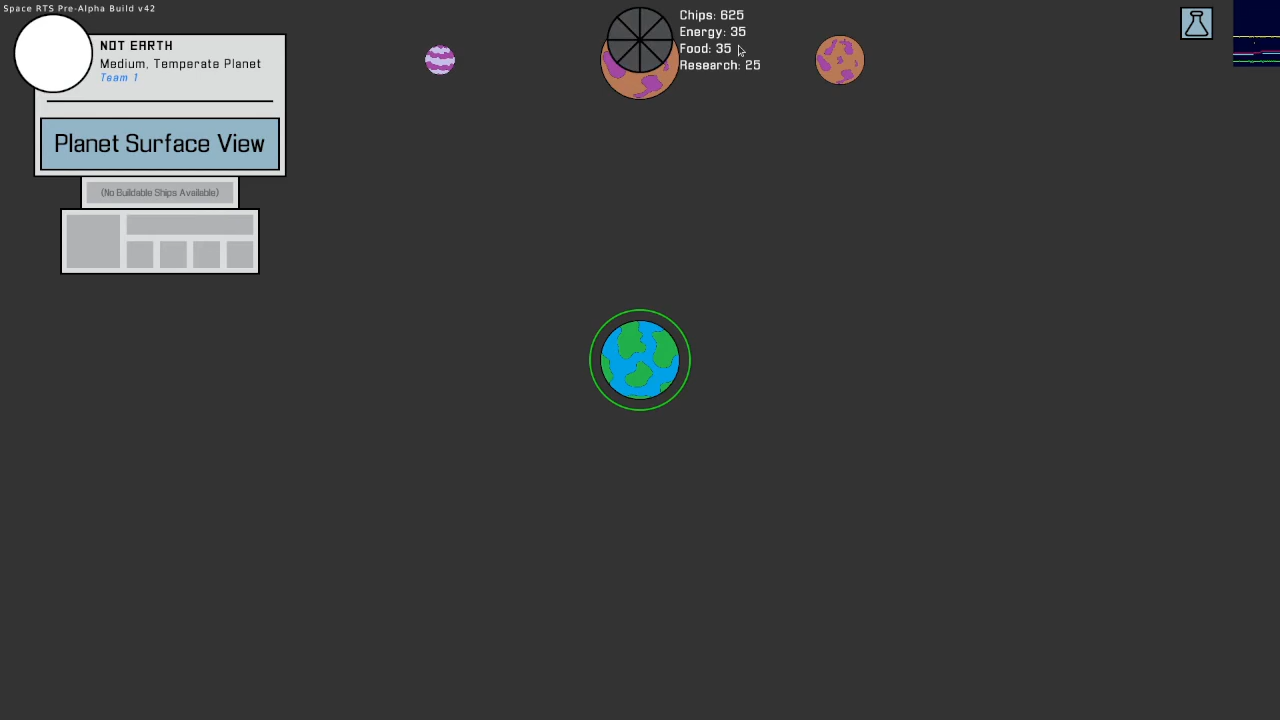 Space RTS Pre-Alpha Build v42
Chips: 625
Energy: 35
Food: 35
Research: 25
NOT EARTH
Medium, Temperate Planet
Team 1
Planet Surface View
(No Buildable Ships Available)